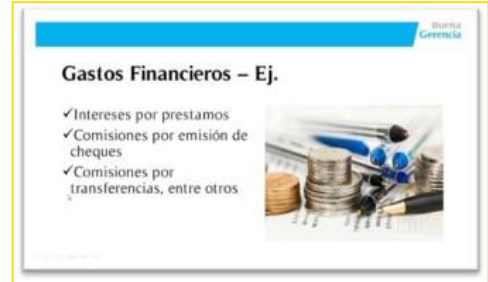 Buena
Gerencia
Gastos Financieros – Ej.
✓Intereses por prestamos
✓Comisiones por emisión de
cheques
✓Comisiones por
transferencias, entre otros